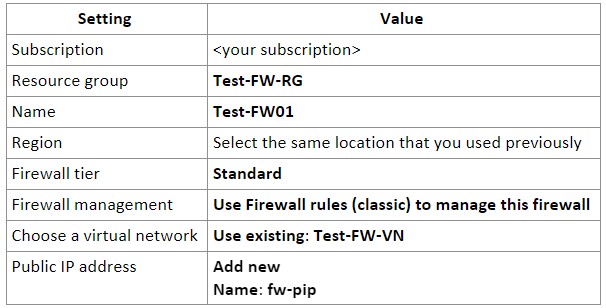 Setting Value
Subscription <your subscription>
Resource group Test-FW-RG
Name Test-FW01
Region Select the same location that you used previously
Firewall tier Standard
Firewall management Use Firewall rules (classic) to manage this firewall
Choose a virtual network Use existing: Test-FW-VN
Public IP address Add new
Name: fw-pip